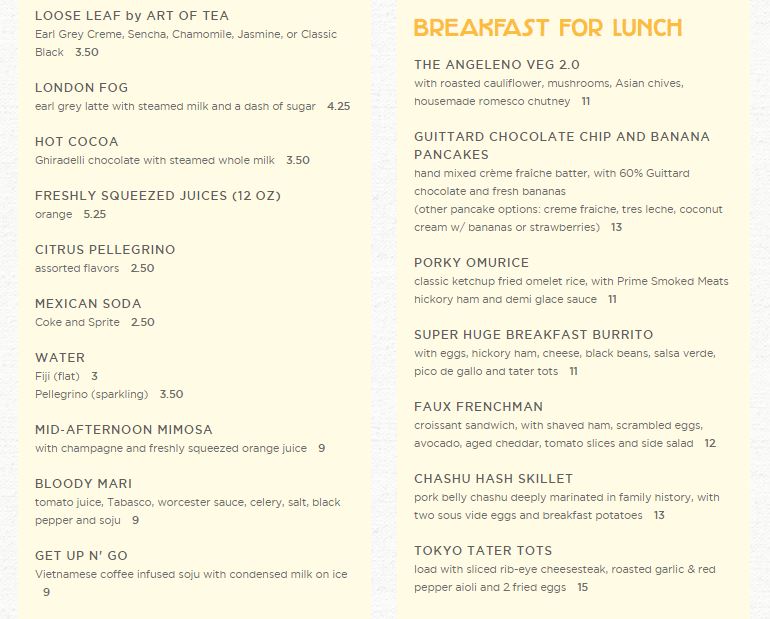 LOOSE LEAF by ART OF TEA
Earl Grey Creme, Sencha, Chamomile, Jasmine, or Classic
Black 3.50
LONDON FOG
earl grey latte with steamed milk and a dash of sugar 4.25
HOT COCOA
Ghiradelli chocolate with steamed whole milk 3.50
FRESHLY SQUEEZED JUICES (12 OZ)
orange 5.25
CITRUS PELLEGRINO
assorted flavors 2.50
MEXICAN SODA
Coke and Sprite 2.50
WATER
Fiji (flat) 3
Pellegrino (sparkling) 3.50
MID-AFTERNOON MIMOSA
with champagne and freshly squeezed orange juice 9
BLOODY MARI
tomato juice, Tabasco, worcester sauce, celery, salt, black
pepper and soju 9
GET UP N' GO
Vietnamese coffee infused soju with condensed milk on ice
9
BREAKFAST FOR LUNCH
THE ANGELENO VEG 2.0
with roasted cauliflower, mushrooms, Asian chives,
housemade romesco chutney 11
GUITTARD CHOCOLATE CHIP AND BANANA
PANCAKES
hand mixed crème fraîche batter, with 60% Guittard
chocolate and fresh bananas
(other pancake options: creme fraiche, tres leche, coconut
cream w/ bananas or strawberries) 13
PORKY OMURICE
classic ketchup fried omelet rice, with Prime Smoked Meats
hickory ham and demi glace sauce 11
SUPER HUGE BREAKFAST BURRITO
with eggs, hickory ham, cheese, black beans, salsa verde,
pico de gallo and tater tots 11
FAUX FRENCHMAN
croissant sandwich, with shaved ham, scrambled eggs,
avocado, aged cheddar, tomato slices and side salad 12
CHASHU HASH SKILLET
pork belly chashu deeply marinated in family history, with
two sous vide eggs and breakfast potatoes 13
TOKYO TATER TOTS
load with sliced rib-eye cheesesteak, roasted garlic & red
pepper aioli and 2 fried eggs 15